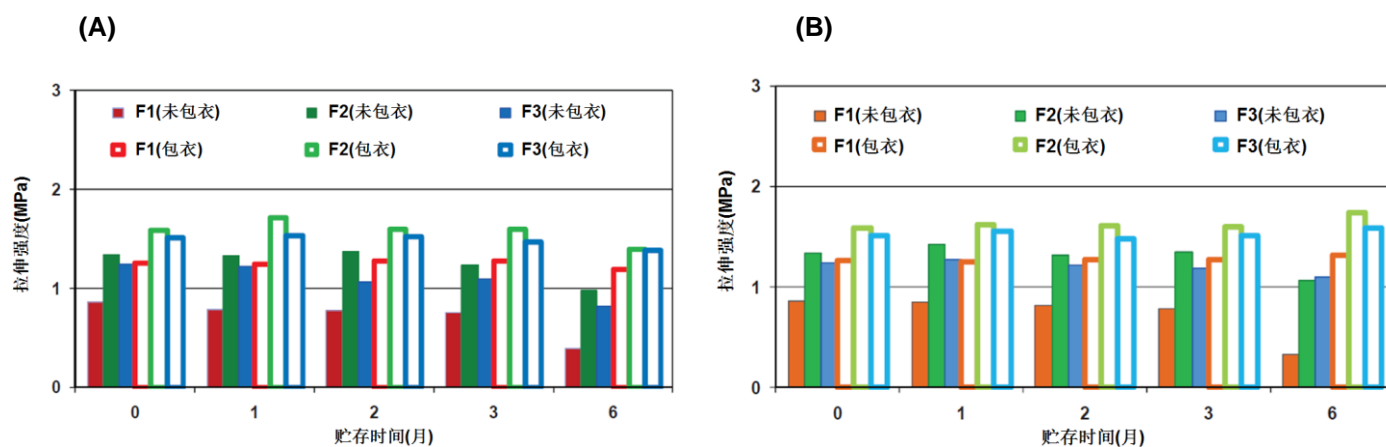 (A)
3
F1(未包衣) F2(未包衣) F3(未包衣)
F1(包衣) F2(包衣) F3(包衣)
2
1
0
拉伸强度(MPa)
0 1 2 3 6
贮存时间(月)
(B)
3
F1(未包衣) F2(未包衣) F3(未包衣)
F1(包衣) F2(包衣) F3(包衣)
2
1
0
拉伸强度(MPa)
0 1 2 3 6
贮存时间(月)